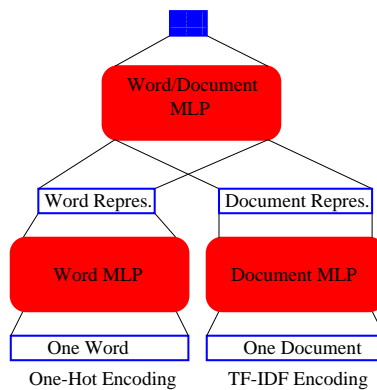 Word/Document
MLP
Word Repres.
Document Repres.
Word MLP
Document MLP
One Word
One Document
One-Hot Encoding
TF-IDF Encoding